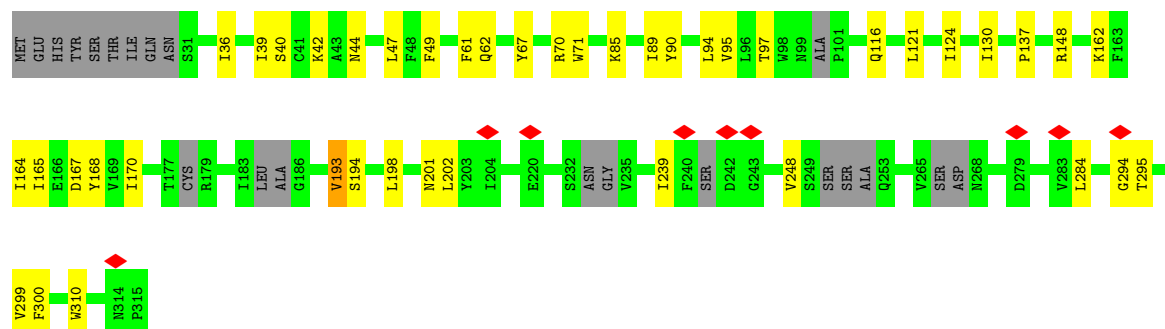 MET GLU HIS TYR SER THR ILE GLN ASN S31 I36 I39 S40 C41 K42 A43 N44 L47 F48 F49 F61 Q62 Y67 R70 W71 K85 I89 Y90 L94 V95 L96 T97 W98 N99 ALA P101 Q116 L121 I124 I130 P137 R148 K162 F163
I164 I165 E166 D167 Y168 V169 I170 T177 CYS R179 I183 LEU ALA G186 V193 S194 L198 N201 L202 Y203 I204 E220 S232 ASN GLY V235 I239 F240 SER D242 G243 V248 S249 SER SER ALA Q253 V265 SER ASP N268 D279 V283 L284 G294 T295
V299 F300 W310 N314 P315